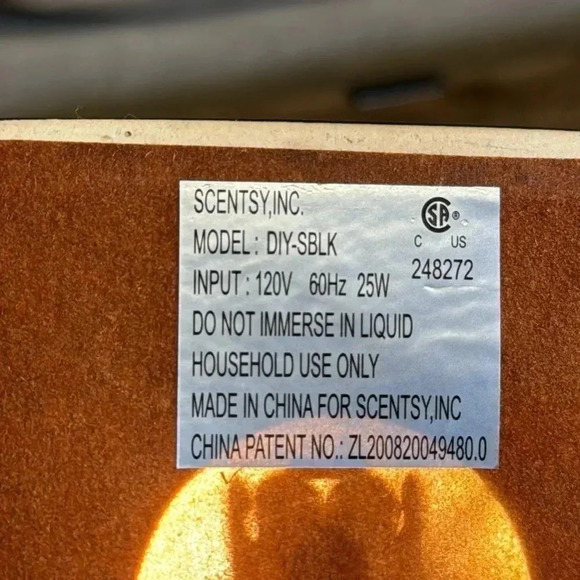 SCENTSY,INC.
MODEL: DIY-SBLK
INPUT: 120V 60Hz 25W
DO NOT IMMERSE IN LIQUID
HOUSEHOLD USE ONLY
MADE IN CHINA FOR SCENTSY,INC
CHINA PATENT NO.: ZL200820049480.0
SA ®
C US
248272